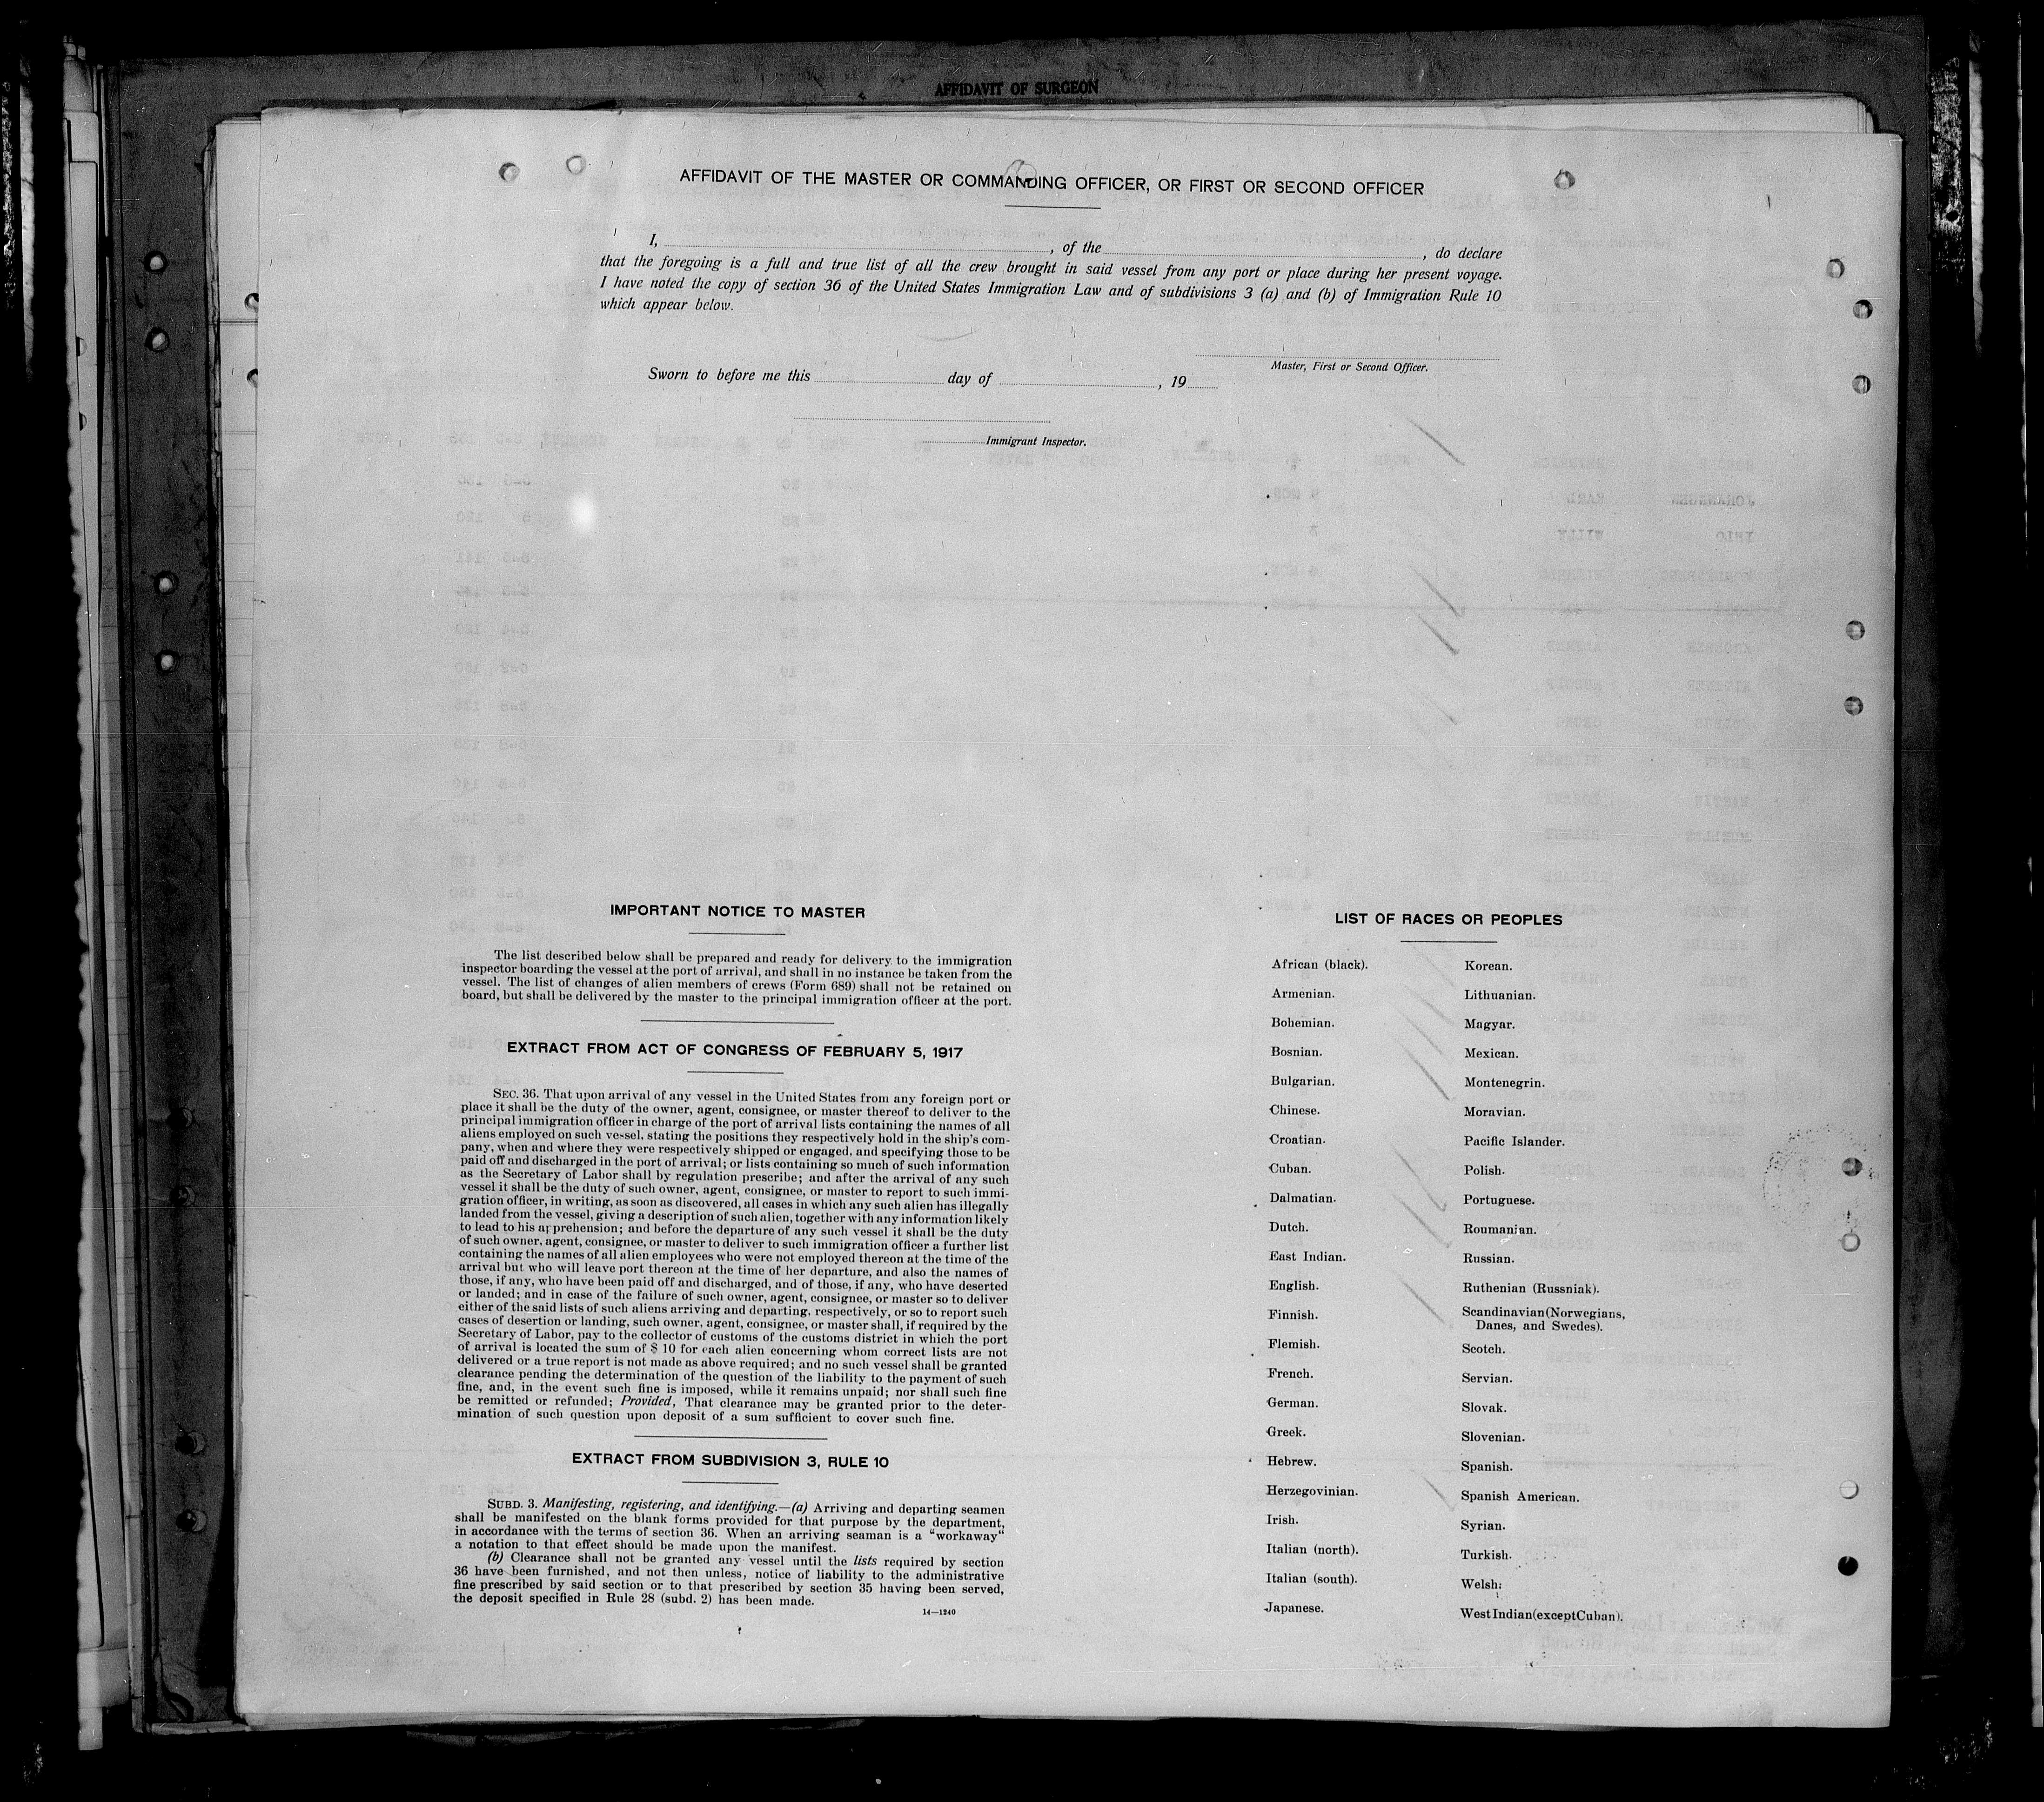 AFFIDAVIT OF SURGEON
AFFIDAVIT OF THE MASTER OR COMMANDING OFFICER, OR FIRST OR SECOND OFFICER
I, , of the , do declare
that the foregoing is a full and true list of all the crew brought in said vessel from any port or place during her present voyage.
I have noted the copy of section 36 of the United States Immigration Law and of subdivisions 3 (a) and (b) of Immigration Rule 10
which appear below.
Master, First or Second Officer.
Sworn to before me this day of , 19
Immigrant Inspector.
IMPORTANT NOTICE TO MASTER
The list described below shall be prepared and ready for delivery to the immigration
inspector boarding the vessel at the port of arrival, and shall in no instance be taken from the
vessel. The list of changes of alien members of crews (Form 689) shall not be retained on
board, but shall be delivered by the master to the principal immigration officer at the port.
EXTRACT FROM ACT OF CONGRESS OF FEBRUARY 5, 1917
SEC. 36. That upon arrival of any vessel in the United States from any foreign port or
place it shall be the duty of the owner, agent, consignee, or master thereof to deliver to the
principal immigration officer in charge of the port of arrival lists containing the names of all
aliens employed on such vessel, stating the positions they respectively hold in the ship's com-
pany, when and where they were respectively shipped or engaged, and specifying those to be
paid off and discharged in the port of arrival; or lists containing so much of such information
as the Secretary of Labor shall by regulation prescribe; and after the arrival of any such
vessel it shall be the duty of such owner, agent, consignee, or master to report to such immi-
gration officer, in writing, as soon as discovered, all cases in which any such alien has illegally
landed from the vessel, giving a description of such alien, together with any information likely
to lead to his apprehension; and before the departure of any such vessel it shall be the duty
of such owner, agent, consignee, or master to deliver to such immigration officer a further list
containing the names of all alien employees who were not employed thereon at the time of the
arrival but who will leave port thereon at the time of her departure, and also the names of
those, if any, who have been paid off and discharged, and of those, if any, who have deserted
or landed; and in case of the failure of such owner, agent, consignee, or master so to deliver
either of the said lists of such aliens arriving and departing, respectively, or so to report such
cases of desertion or landing, such owner, agent, consignee, or master shall, if required by the
Secretary of Labor, pay to the collector of customs of the customs district in which the port
of arrival is located the sum of $ 10 for each alien concerning whom correct lists are not
delivered or a true report is not made as above required; and no such vessel shall be granted
clearance pending the determination of the question of the liability to the payment of such
fine, and, in the event such fine is imposed, while it remains unpaid; nor shall such fine
be remitted or refunded; Provided, That clearance may be granted prior to the deter-
mination of such question upon deposit of a sum sufficient to cover such fine.
EXTRACT FROM SUBDIVISION 3, RULE 10
SUBD. 3. Manifesting, registering, and identifying.—(a) Arriving and departing seamen
shall be manifested on the blank forms provided for that purpose by the department,
in accordance with the terms of section 36. When an arriving seaman is a "workaway"
a notation to that effect should be made upon the manifest.
(b) Clearance shall not be granted any vessel until the lists required by section
36 have been furnished, and not then unless, notice of liability to the administrative
fine prescribed by said section or to that prescribed by section 35 having been served,
the deposit specified in Rule 28 (subd. 2) has been made.
14—1240
LIST OF RACES OR PEOPLES
African (black).
Armenian.
Bohemian.
Bosnian.
Bulgarian.
Chinese.
Croatian.
Cuban.
Dalmatian.
Dutch.
East Indian.
English.
Finnish.
Flemish.
French.
German.
Greek.
Hebrew.
Herzegovinian.
Irish.
Italian (north).
Italian (south).
Japanese.
Korean.
Lithuanian.
Magyar.
Mexican.
Montenegrin.
Moravian.
Pacific Islander.
Polish.
Portuguese.
Roumanian.
Russian.
Ruthenian (Russniak).
Scandinavian (Norwegians,
Danes, and Swedes).
Scotch.
Servian.
Slovak.
Slovenian.
Spanish.
Spanish American.
Syrian.
Turkish.
Welsh.
West Indian (except Cuban).